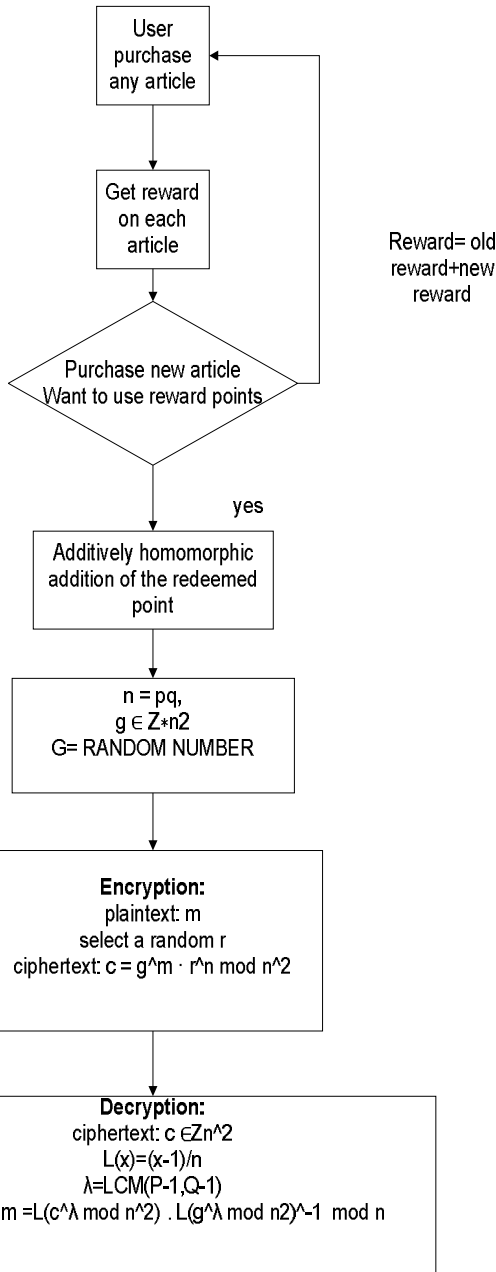 User
purchase
any article
Get reward
on each
article
Reward= old
reward+new
reward
Purchase new article
Want to use reward points
yes
Additively homomorphic
addition of the redeemed
point
n = pq,
g ∈ Z*n2
G= RANDOM NUMBER
Encryption:
plaintext: m
select a random r
ciphertext: c = g^m · r^n mod n^2
Decryption:
ciphertext: c ∈Zn^2
L(x)=(x-1)/n
λ=LCM(P-1,Q-1)
m =L(c^λ mod n^2) . L(g^λ mod n2)^-1 mod n